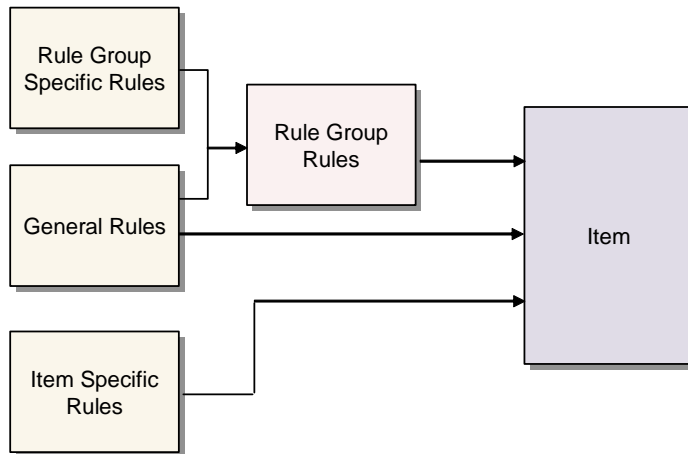 Rule Group
Specific Rules
Rule Group
Rules
General Rules
Item
Item Specific
Rules